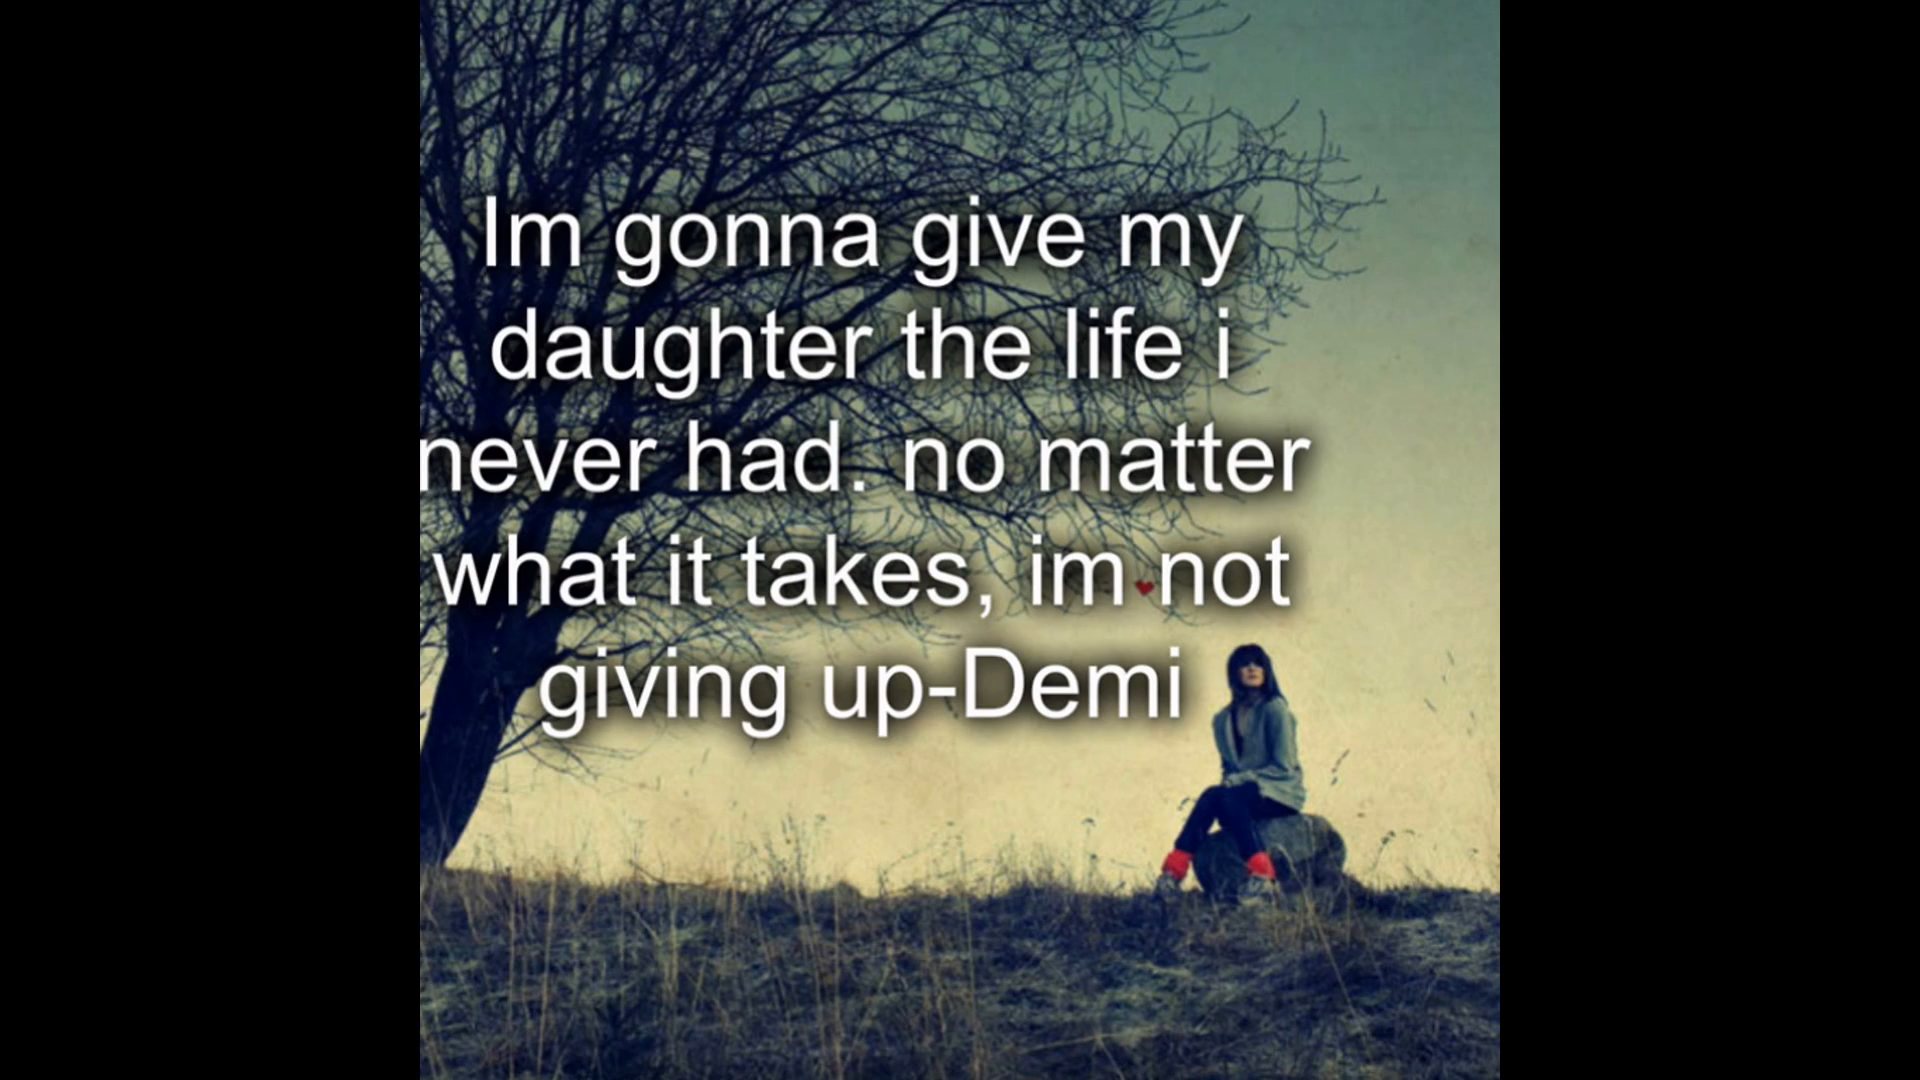 Im gonna give my
daughter the life i
never had. no matter
what it takes, im not
giving up-Demi